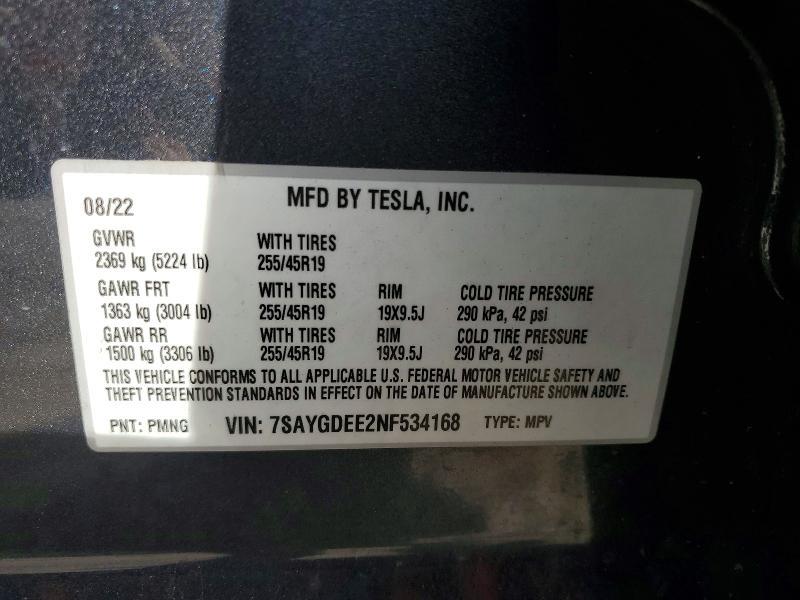 08/22 MFD BY TESLA, INC.
GVWR WITH TIRES
2369 kg (5224 lb) 255/45R19
GAWR FRT WITH TIRES RIM COLD TIRE PRESSURE
1363 kg (3004 lb) 255/45R19 19X9.5J 290 kPa, 42 psi
GAWR RR WITH TIRES RIM COLD TIRE PRESSURE
1500 kg (3306 lb) 255/45R19 19X9.5J 290 kPa, 42 psi
THIS VEHICLE CONFORMS TO ALL APPLICABLE U.S. FEDERAL MOTOR VEHICLE SAFETY AND
THEFT PREVENTION STANDARDS IN EFFECT ON THE DATE OF MANUFACTURE SHOWN ABOVE.
PNT: PMNG VIN: 7SAYGDEE2NF534168 TYPE: MPV